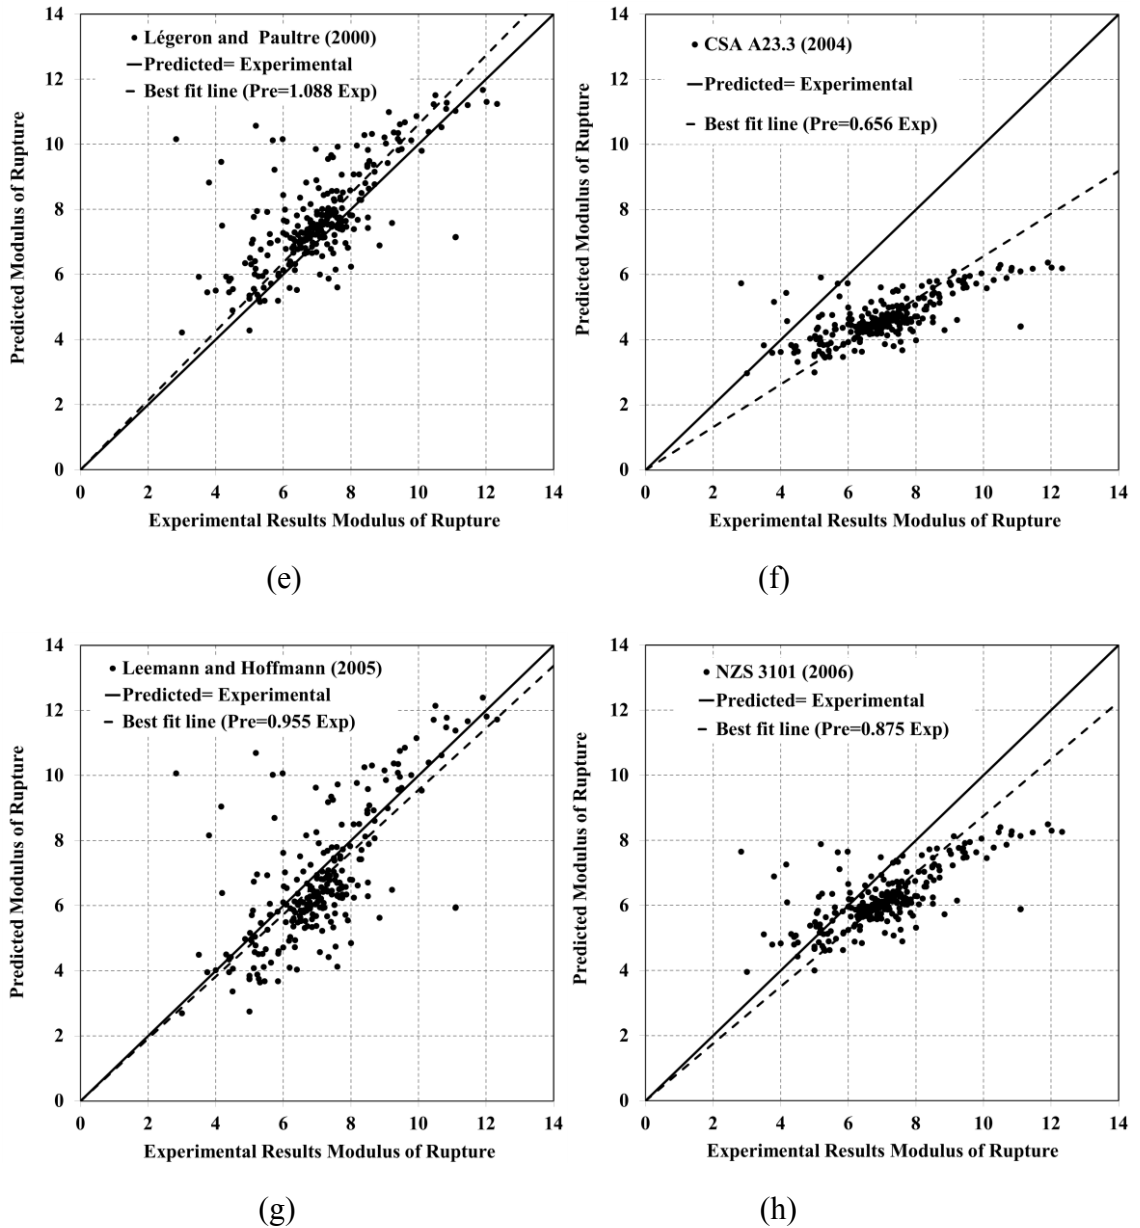 Légeron and Paultre (2000)
Predicted= Experimental
Best fit line (Pre=1.088 Exp)
Predicted Modulus of Rupture
14
12
10
8
6
4
2
0
0 2 4 6 8 10 12 14
Experimental Results Modulus of Rupture
(e)
CSA A23.3 (2004)
Predicted= Experimental
Best fit line (Pre=0.656 Exp)
Predicted Modulus of Rupture
14
12
10
8
6
4
2
0
0 2 4 6 8 10 12 14
Experimental Results Modulus of Rupture
(f)
Leemann and Hoffmann (2005)
Predicted= Experimental
Best fit line (Pre=0.955 Exp)
Predicted Modulus of Rupture
14
12
10
8
6
4
2
0
0 2 4 6 8 10 12 14
Experimental Results Modulus of Rupture
(g)
NZS 3101 (2006)
Predicted= Experimental
Best fit line (Pre=0.875 Exp)
Predicted Modulus of Rupture
14
12
10
8
6
4
2
0
0 2 4 6 8 10 12 14
Experimental Results Modulus of Rupture
(h)